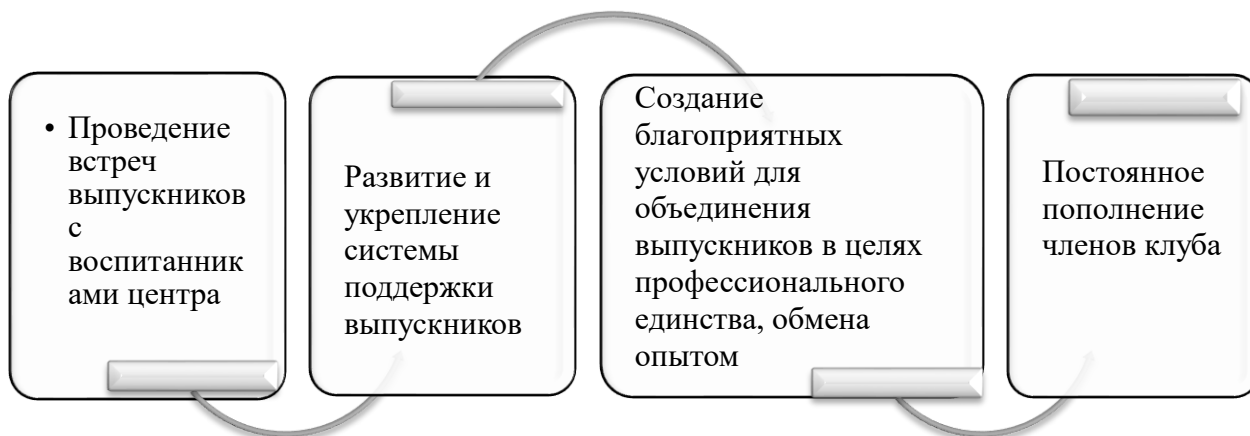 • Проведение
встреч
выпускников
с
воспитанник
ами центра
Развитие и
укрепление
системы
поддержки
выпускников
Создание
благоприятных
условий для
объединения
выпускников в целях
профессионального
единства, обмена
опытом
Постоянное
пополнение
членов клуба